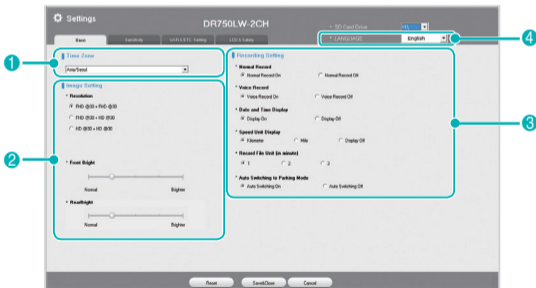 Settings
DR750LW-2CH
SD Card Drive
H:\
LANGUAGE
English
4
Basic
Sensitivity
LED & Safety
1
Time Zone
Asia/Seoul
2
Image Setting
Resolution
FHD @30 + FHD @30
FHD @30 + HD @30
HD @30 + HD @30
Front Bright
Normal
Brighter
RearBright
Normal
Brighter
3
Recording Setting
Normal Record
Normal Record On
Normal Record Off
Voice Record
Voice Record On
Voice Record Off
Date and Time Display
Display On
Display Off
Speed Unit Display
Kilometer
Mile
Display Off
Record File Unit (in minute)
1
2
3
Auto Switching to Parking Mode
Auto Switching On
Auto Switching Off
Reset
Save&Close
Cancel